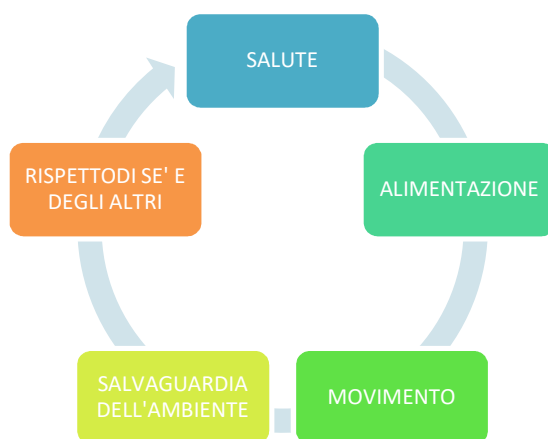 SALUTE
ALIMENTAZIONE
MOVIMENTO
SALVAGUARDIA
DELL'AMBIENTE
RISPETTODI SE' E
DEGLI ALTRI